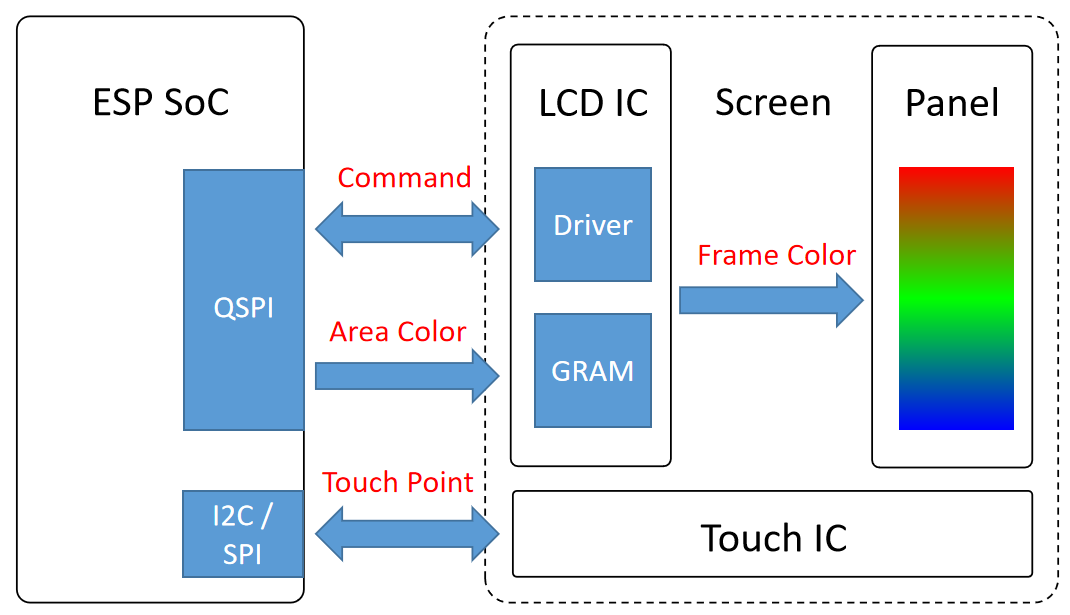 ESP SoC
LCD IC
Screen
Panel
Command
Driver
Frame Color
QSPI
Area Color
GRAM
Touch Point
I2C /
SPI
Touch IC